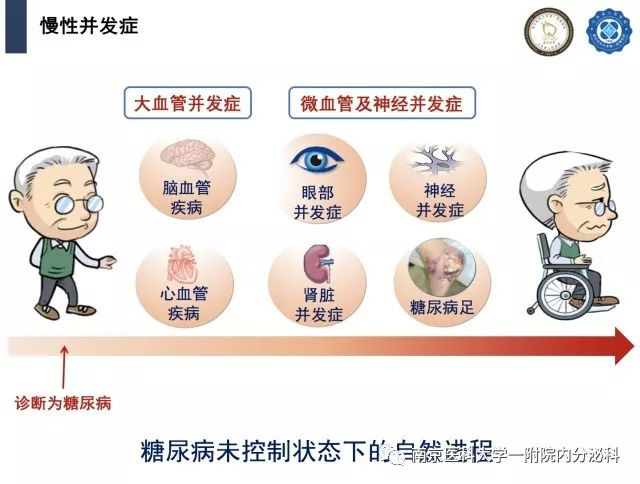 慢性并发症
大血管并发症
微血管及神经并发症
脑血管
疾病
眼部
并发症
神经
并发症
心血管
疾病
肾脏
并发症
糖尿病足
诊断为糖尿病
糖尿病未控制状态下的自然进程
南京医科大学一附院内分泌科